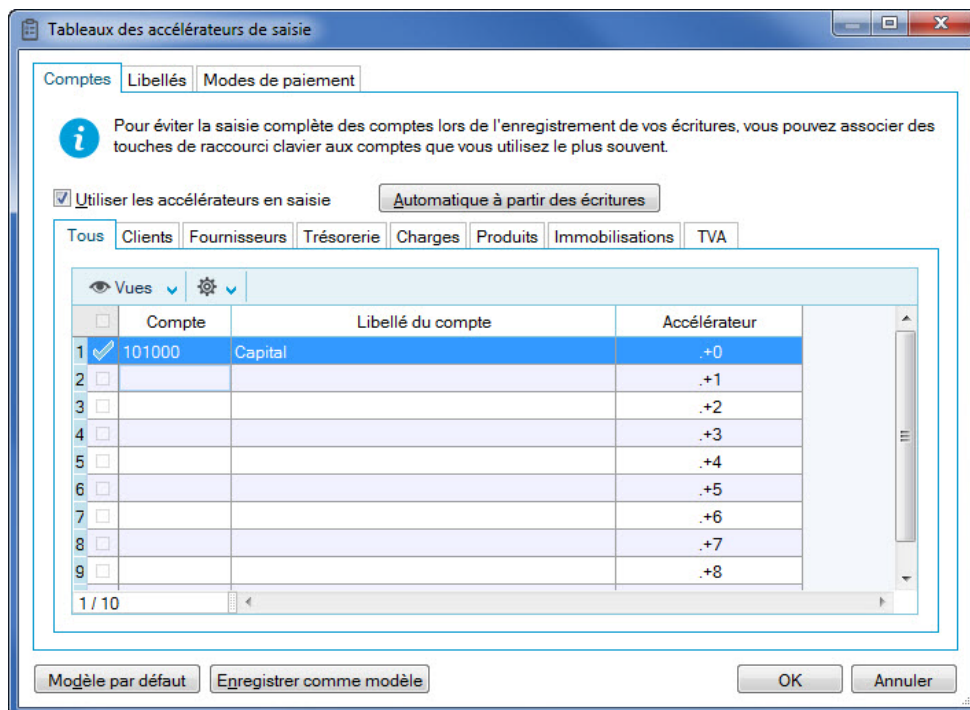 Tableaux des accélérateurs de saisie
Comptes Libellés Modes de paiement
Pour éviter la saisie complète des comptes lors de l'enregistrement de vos écritures, vous pouvez associer des
touches de raccourci clavier aux comptes que vous utilisez le plus souvent.
Utiliser les accélérateurs en saisie Automatique à partir des écritures
Tous Clients Fournisseurs Trésorerie Charges Produits Immobilisations TVA
Vues
Compte Libellé du compte Accélérateur
1 101000 Capital .+0
2 .+1
3 .+2
4 .+3
5 .+4
6 .+5
7 .+6
8 .+7
9 .+8
1 / 10
Modèle par défaut Enregistrer comme modèle OK Annuler